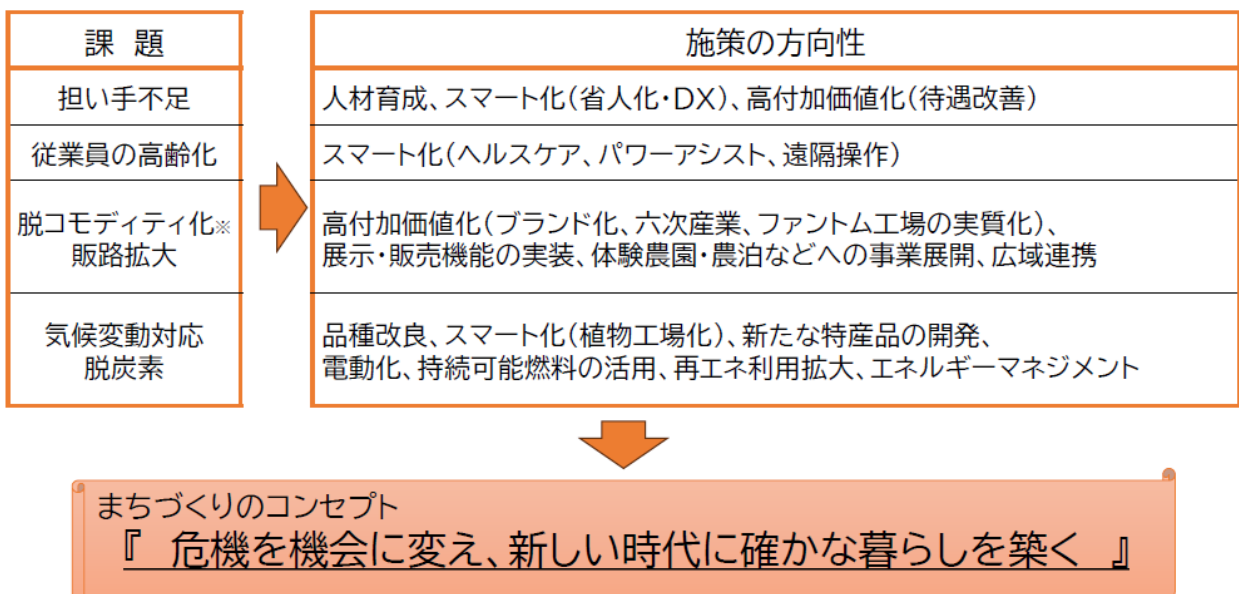 課 題
施策の方向性
担い手不足
人材育成、スマート化(省人化・DX)、高付加価値化(待遇改善)
従業員の高齢化
スマート化(ヘルスケア、パワーアシスト、遠隔操作)
脱コモディティ化※
販路拡大
高付加価値化(ブランド化、六次産業、ファントム工場の実質化)、
展示・販売機能の実装、体験農園・農泊などへの事業展開、広域連携
気候変動対応
脱炭素
品種改良、スマート化(植物工場化)、新たな特産品の開発、
電動化、持続可能燃料の活用、再エネ利用拡大、エネルギーマネジメント
まちづくりのコンセプト
『 危機を機会に変え、新しい時代に確かな暮らしを築く 』